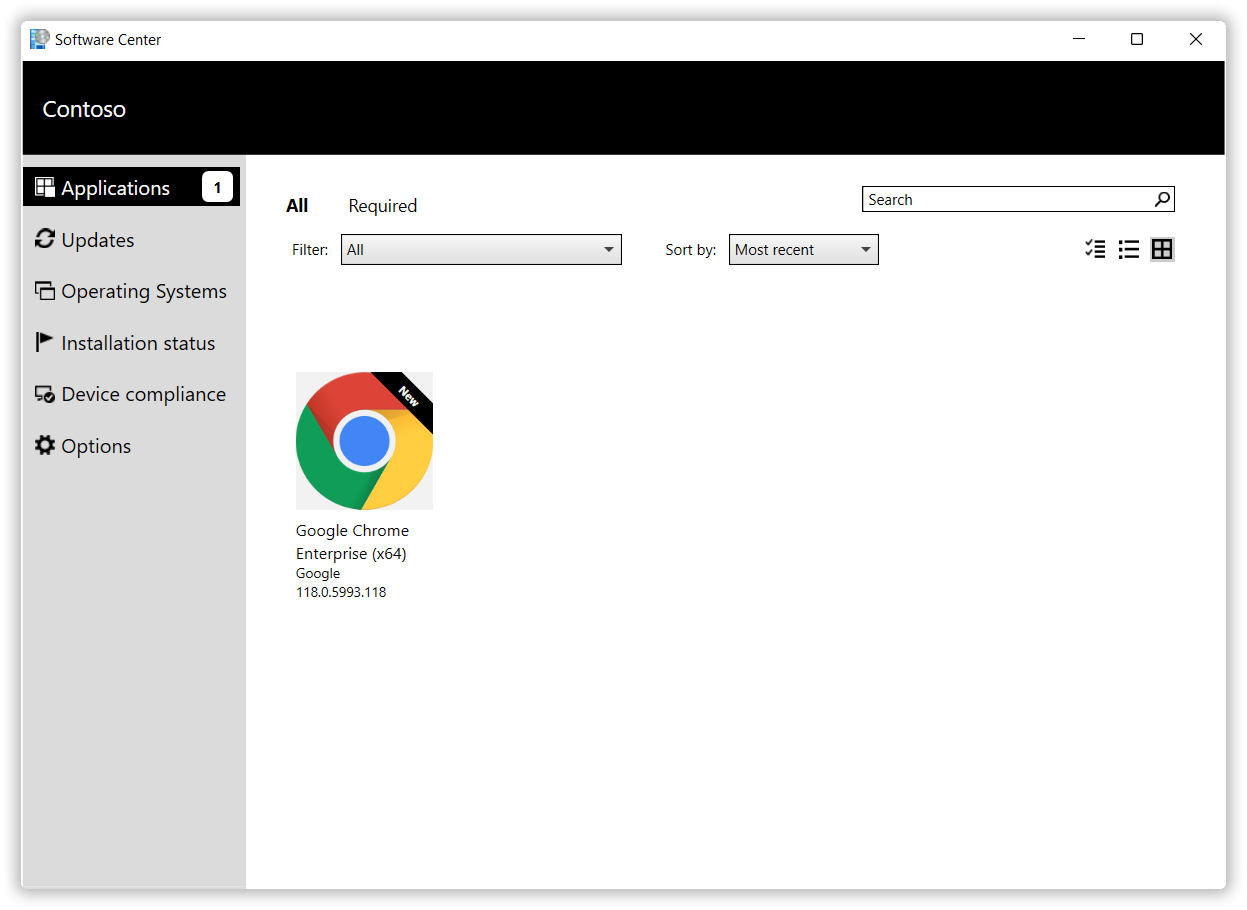 Software Center
Contoso
Applications 1
Updates
Operating Systems
Installation status
Device compliance
Options
All Required
Search
Filter: All Sort by: Most recent
New
Google Chrome
Enterprise (x64)
Google
118.0.5993.118